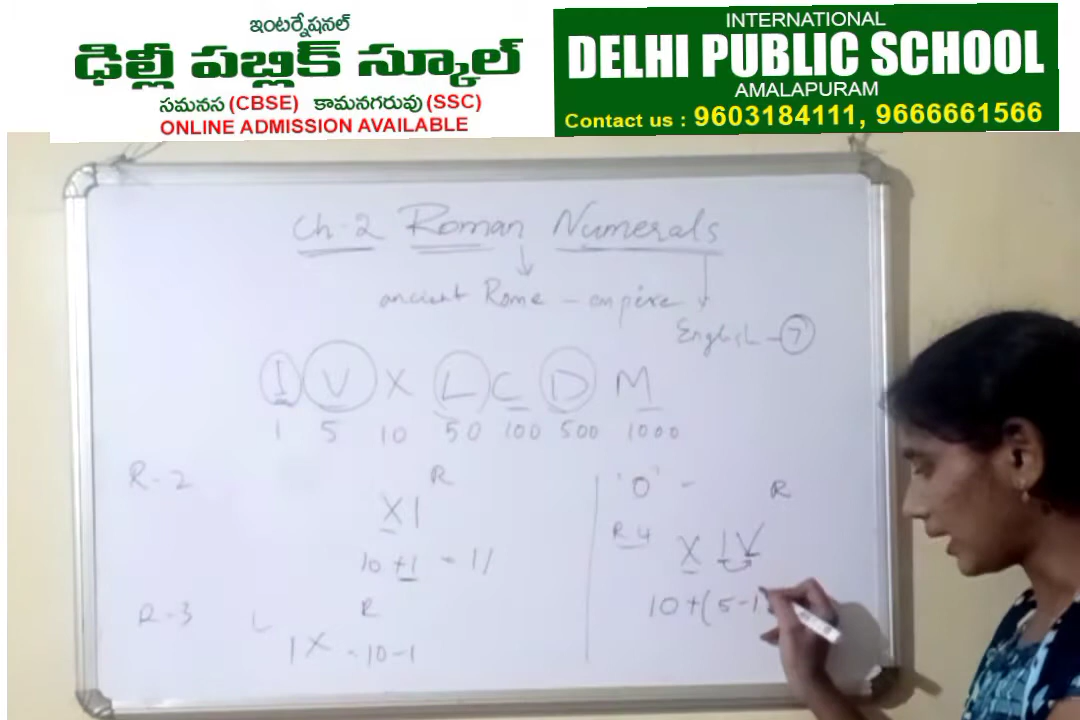 ఇంటర్నేషనల్
ఢిల్లీ పబ్లిక్ స్కూల్
సమనస (CBSE) కామనగరువు (SSC)
ONLINE ADMISSION AVAILABLE
INTERNATIONAL
DELHI PUBLIC SCHOOL
AMALAPURAM
Contact us : 9603184111, 9666661566
Ch-2 Roman Numerals
ancient Rome - empire
English - 7
I V X L C D M
1 5 10 50 100 500 1000
R-2
R
XI
10 + 1 = 11
R-3
L R
IX = 10-1
'0' -
R
R4
X IV
10+(5-1)